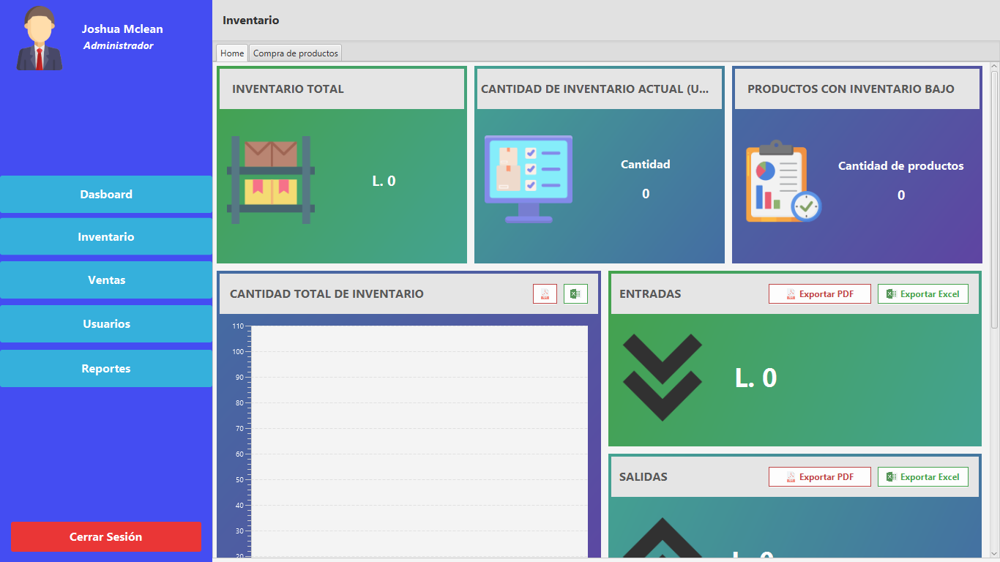 Joshua Mclean
Administrador
Dasboard
Inventario
Ventas
Usuarios
Reportes
Cerrar Sesión
Inventario
Home
Compra de productos
INVENTARIO TOTAL
L. 0
CANTIDAD DE INVENTARIO ACTUAL (U...
Cantidad
0
PRODUCTOS CON INVENTARIO BAJO
Cantidad de productos
0
CANTIDAD TOTAL DE INVENTARIO
110
100
90
80
70
60
50
40
30
20
ENTRADAS
Exportar PDF
Exportar Excel
L. 0
SALIDAS
Exportar PDF
Exportar Excel
L. 0